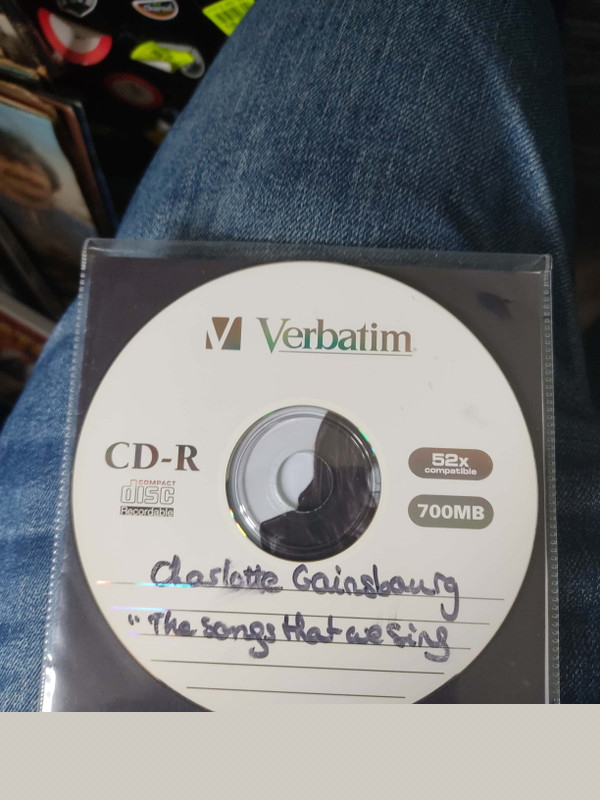 Verbatim
CD-R
52x
compatible
COMPACT
disc
Recordable
700MB
Charlotte Gainsbourg
"The songs that we sing